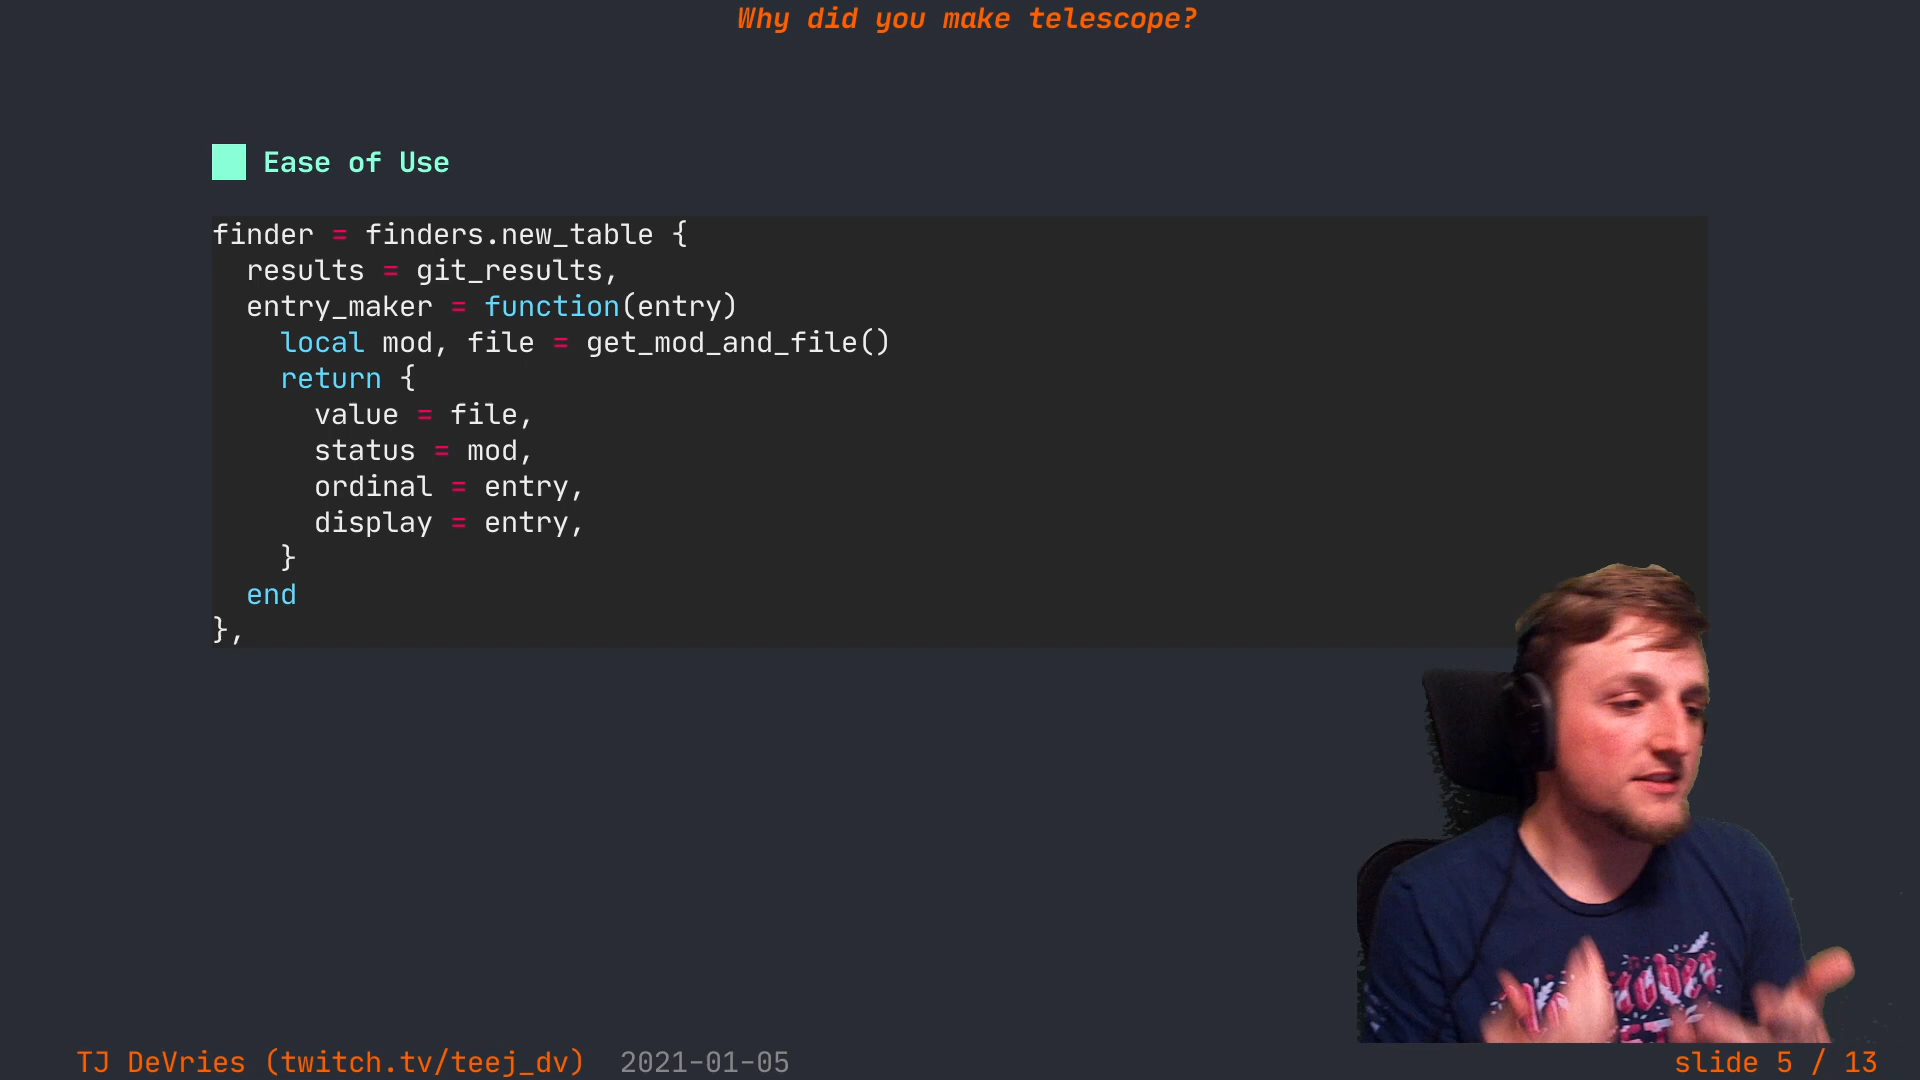 Why did you make telescope?
Ease of Use
finder = finders.new_table {
  results = git_results,
  entry_maker = function(entry)
    local mod, file = get_mod_and_file()
    return {
      value = file,
      status = mod,
      ordinal = entry,
      display = entry,
    }
  end
},
TJ DeVries (twitch.tv/teej_dv)  2021-01-05
slide 5 / 13